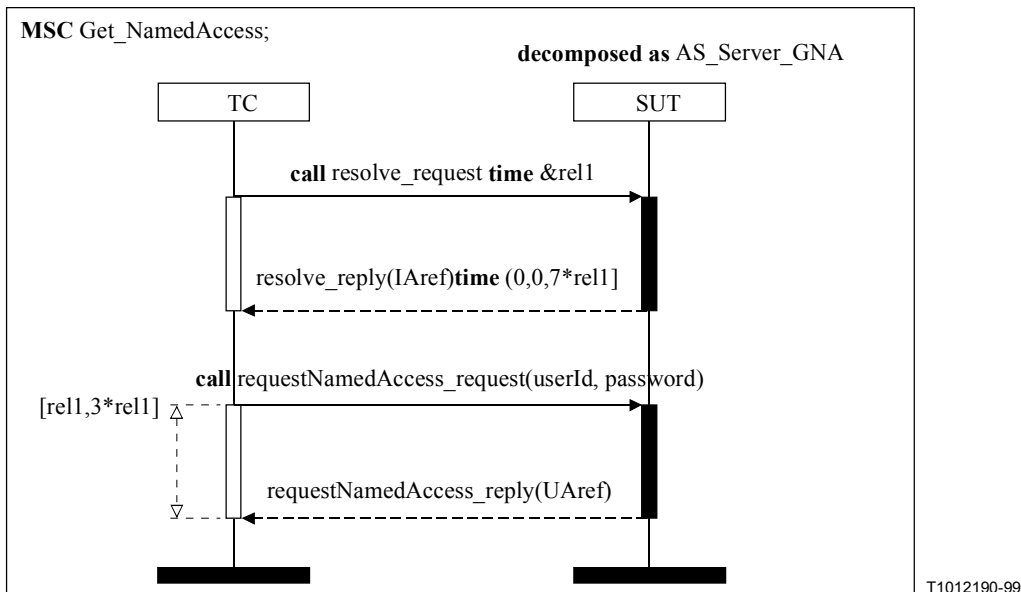 MSC Get_NamedAccess;
decomposed as AS_Server_GNA
TC
SUT
call resolve_request time &rel1
resolve_reply(IAref)time (0,0,7*rel1]
call requestNamedAccess_request(userId, password)
[rel1,3*rel1]
requestNamedAccess_reply(UAref)
T1012190-99